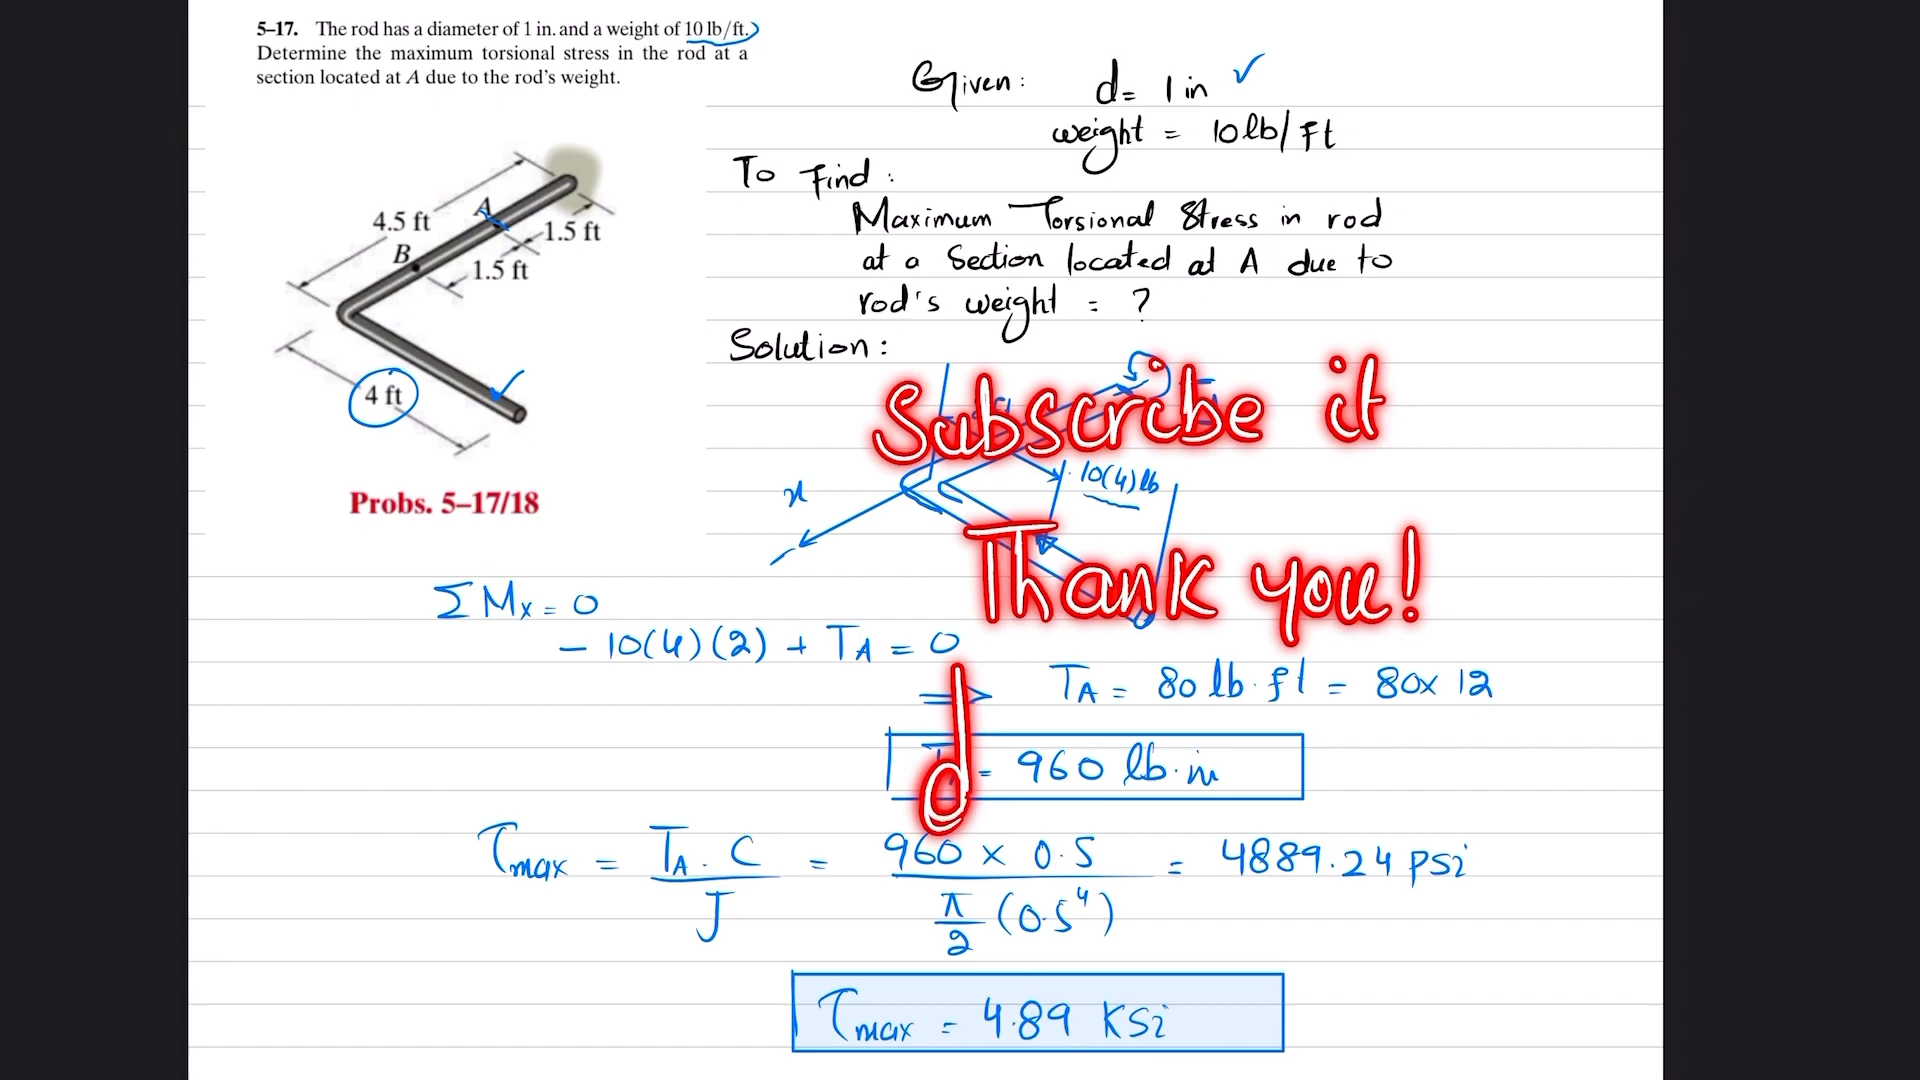 5–17. The rod has a diameter of 1 in. and a weight of 10 lb/ft.
Determine the maximum torsional stress in the rod at a
section located at A due to the rod's weight.
Given: d = 1 in
weight = 10 lb/ft
To Find:
Maximum Torsional Stress in rod
at a Section located at A due to
rod's weight = ?
Solution:
4.5 ft
A
1.5 ft
B
1.5 ft
4 ft
Probs. 5–17/18
Subscribe it
10(4) lb
x
Thank you!
ΣMx = 0
- 10(4)(2) + TA = 0
⇒ TA = 80 lb.ft = 80x 12
d
= 960 lb.in
τmax = TA . C / J = 960 x 0.5 / π/2 (0.5⁴) = 4889.24 psi
τmax = 4.89 Ksi